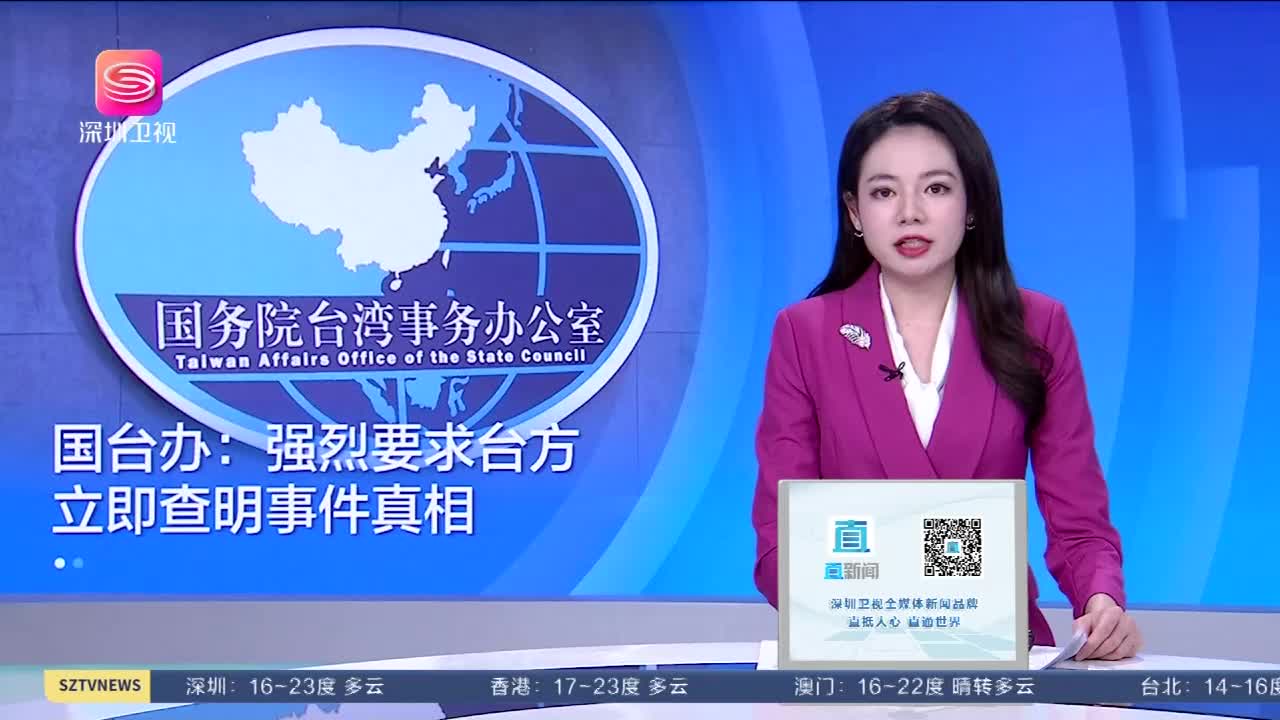 深圳卫视
国务院台湾事务办公室
Taiwan Affairs Office of the State Council
国台办：强烈要求台方
立即查明事件真相
直
直新闻
深圳卫视全媒体新闻品牌
直抵人心 直通世界
SZTVNEWS
深圳：16~23度 多云
香港：17~23度 多云
澳门：16~22度 晴转多云
台北：14~16度